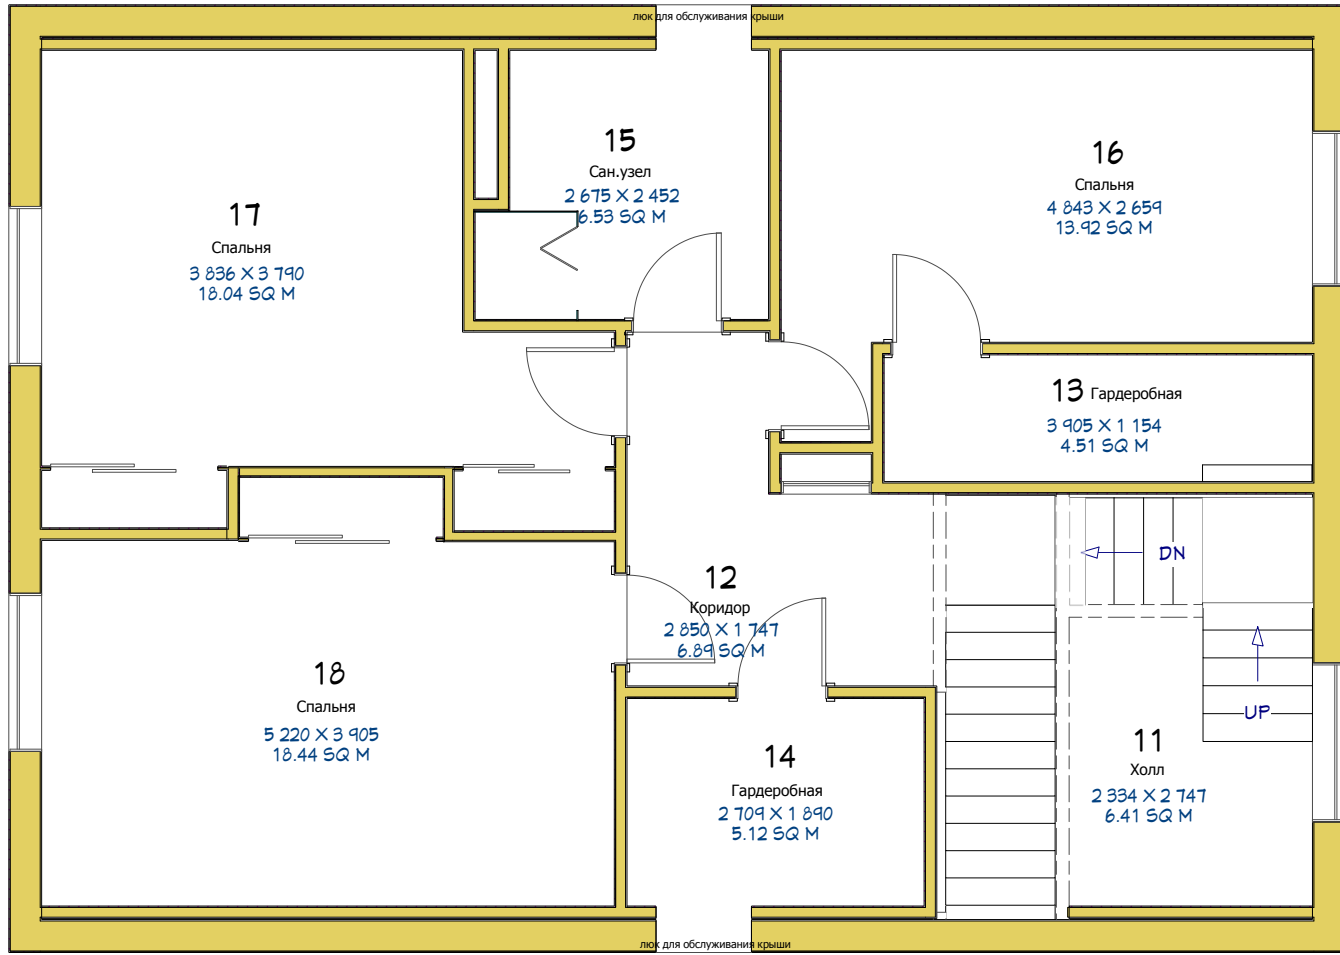 люк для обслуживания крыши
15
Сан.узел
2 675 X 2 452
6.53 SQ M
16
Спальня
4 843 X 2 659
13.92 SQ M
17
Спальня
3 836 X 3 790
18.04 SQ M
13 Гардеробная
3 905 X 1 154
4.51 SQ M
DN
12
Коридор
2 850 X 1 747
6.89 SQ M
18
Спальня
5 220 X 3 905
18.44 SQ M
UP
14
Гардеробная
2 709 X 1 890
5.12 SQ M
11
Холл
2 334 X 2 747
6.41 SQ M
люк для обслуживания крыши